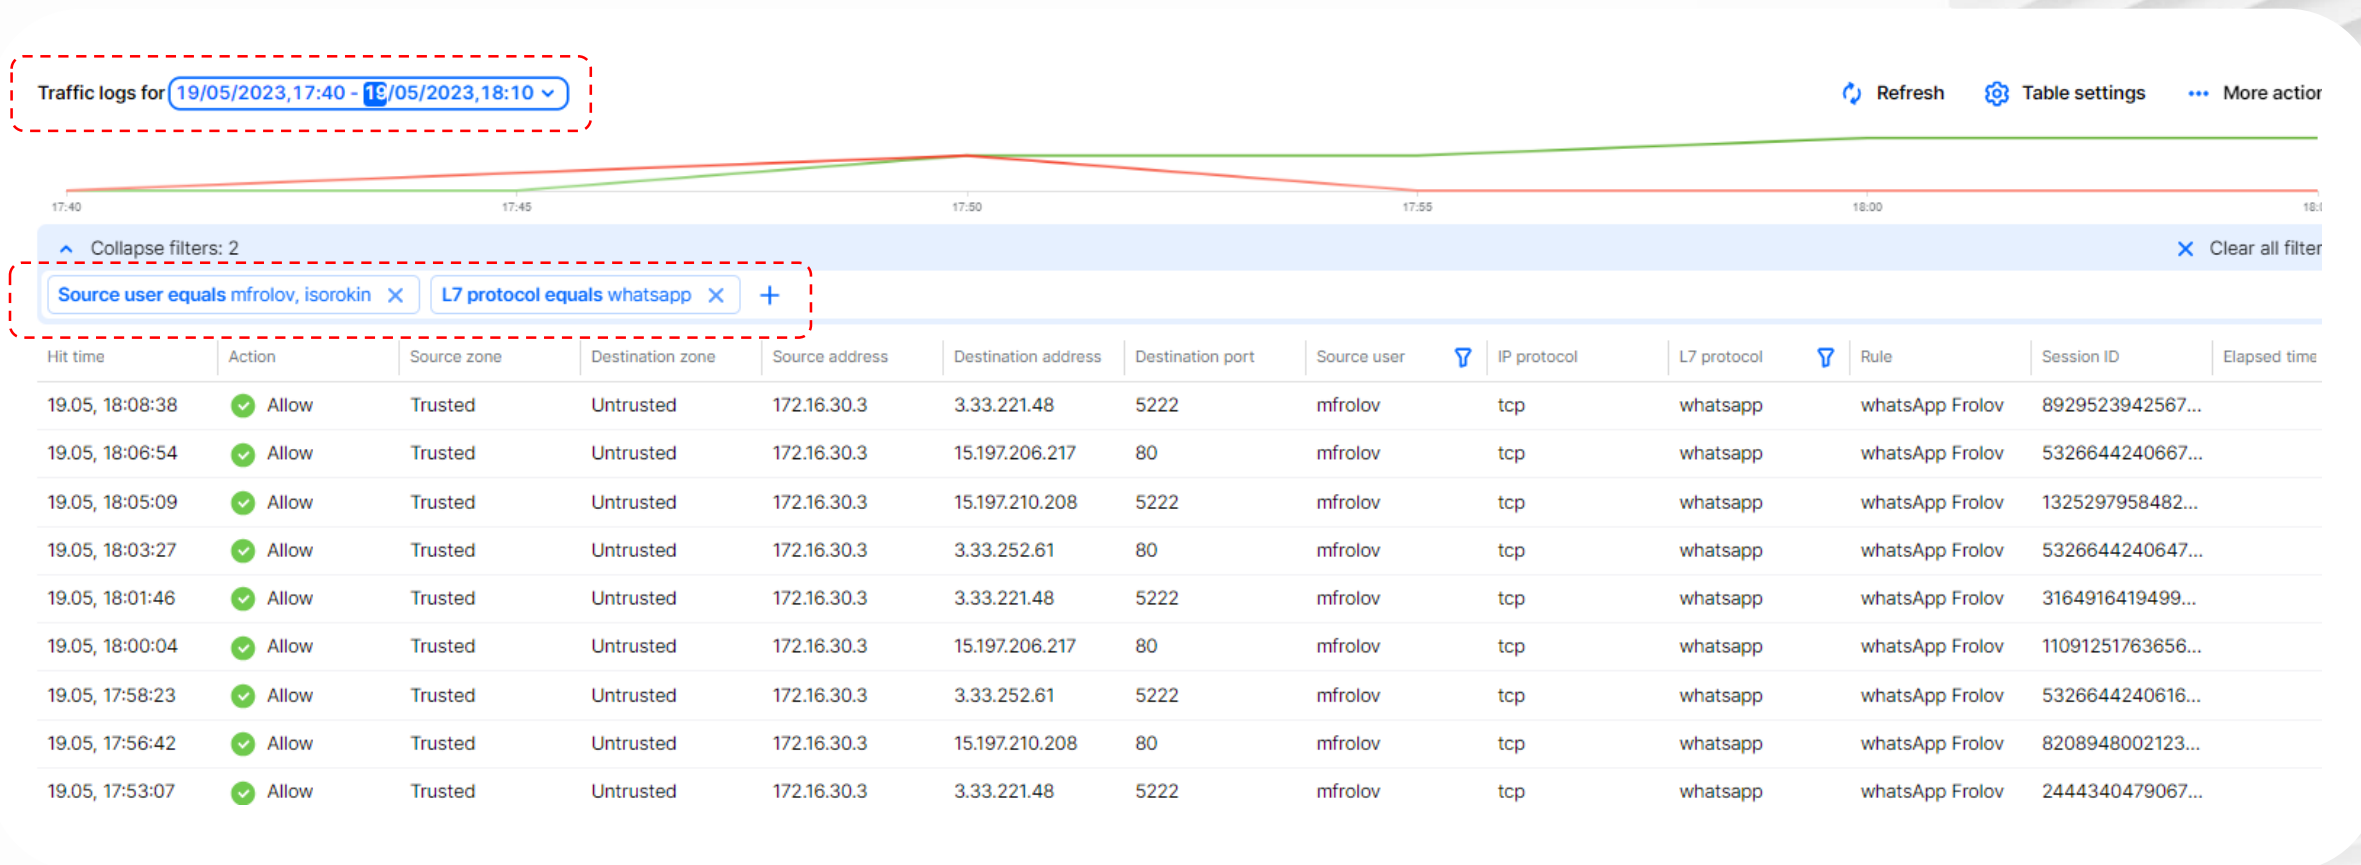 Traffic logs for 19/05/2023,17:40 - 19/05/2023,18:10 Refresh Table settings More action
17:40 17:45 17:50 17:55 18:00 18:0
Collapse filters: 2 Clear all filter
Source user equals mfrolov, isorokin L7 protocol equals whatsapp
Hit time Action Source zone Destination zone Source address Destination address Destination port Source user IP protocol L7 protocol Rule Session ID Elapsed time
19.05, 18:08:38 Allow Trusted Untrusted 172.16.30.3 3.33.221.48 5222 mfrolov tcp whatsapp whatsApp Frolov 8929523942567...
19.05, 18:06:54 Allow Trusted Untrusted 172.16.30.3 15.197.206.217 80 mfrolov tcp whatsapp whatsApp Frolov 5326644240667...
19.05, 18:05:09 Allow Trusted Untrusted 172.16.30.3 15.197.210.208 5222 mfrolov tcp whatsapp whatsApp Frolov 1325297958482...
19.05, 18:03:27 Allow Trusted Untrusted 172.16.30.3 3.33.252.61 80 mfrolov tcp whatsapp whatsApp Frolov 5326644240647...
19.05, 18:01:46 Allow Trusted Untrusted 172.16.30.3 3.33.221.48 5222 mfrolov tcp whatsapp whatsApp Frolov 3164916419499...
19.05, 18:00:04 Allow Trusted Untrusted 172.16.30.3 15.197.206.217 80 mfrolov tcp whatsapp whatsApp Frolov 11091251763656...
19.05, 17:58:23 Allow Trusted Untrusted 172.16.30.3 3.33.252.61 5222 mfrolov tcp whatsapp whatsApp Frolov 5326644240616...
19.05, 17:56:42 Allow Trusted Untrusted 172.16.30.3 15.197.210.208 80 mfrolov tcp whatsapp whatsApp Frolov 8208948002123...
19.05, 17:53:07 Allow Trusted Untrusted 172.16.30.3 3.33.221.48 5222 mfrolov tcp whatsapp whatsApp Frolov 2444340479067...